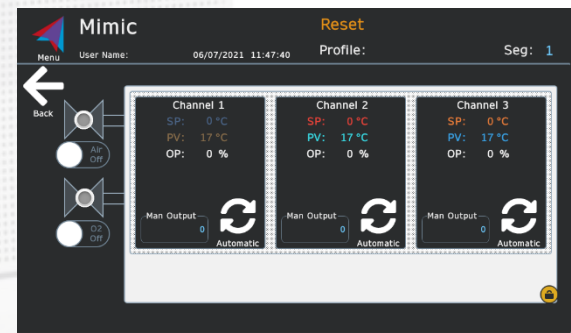 Mimic
Reset
Menu
User Name:
06/07/2021 11:47:40
Profile:
Seg: 1
Back
Air
Off
O2
Off
Channel 1
SP: 0 °C
PV: 17 °C
OP: 0 %
Man Output
0
Automatic
Channel 2
SP: 0 °C
PV: 17 °C
OP: 0 %
Man Output
0
Automatic
Channel 3
SP: 0 °C
PV: 17 °C
OP: 0 %
Man Output
0
Automatic